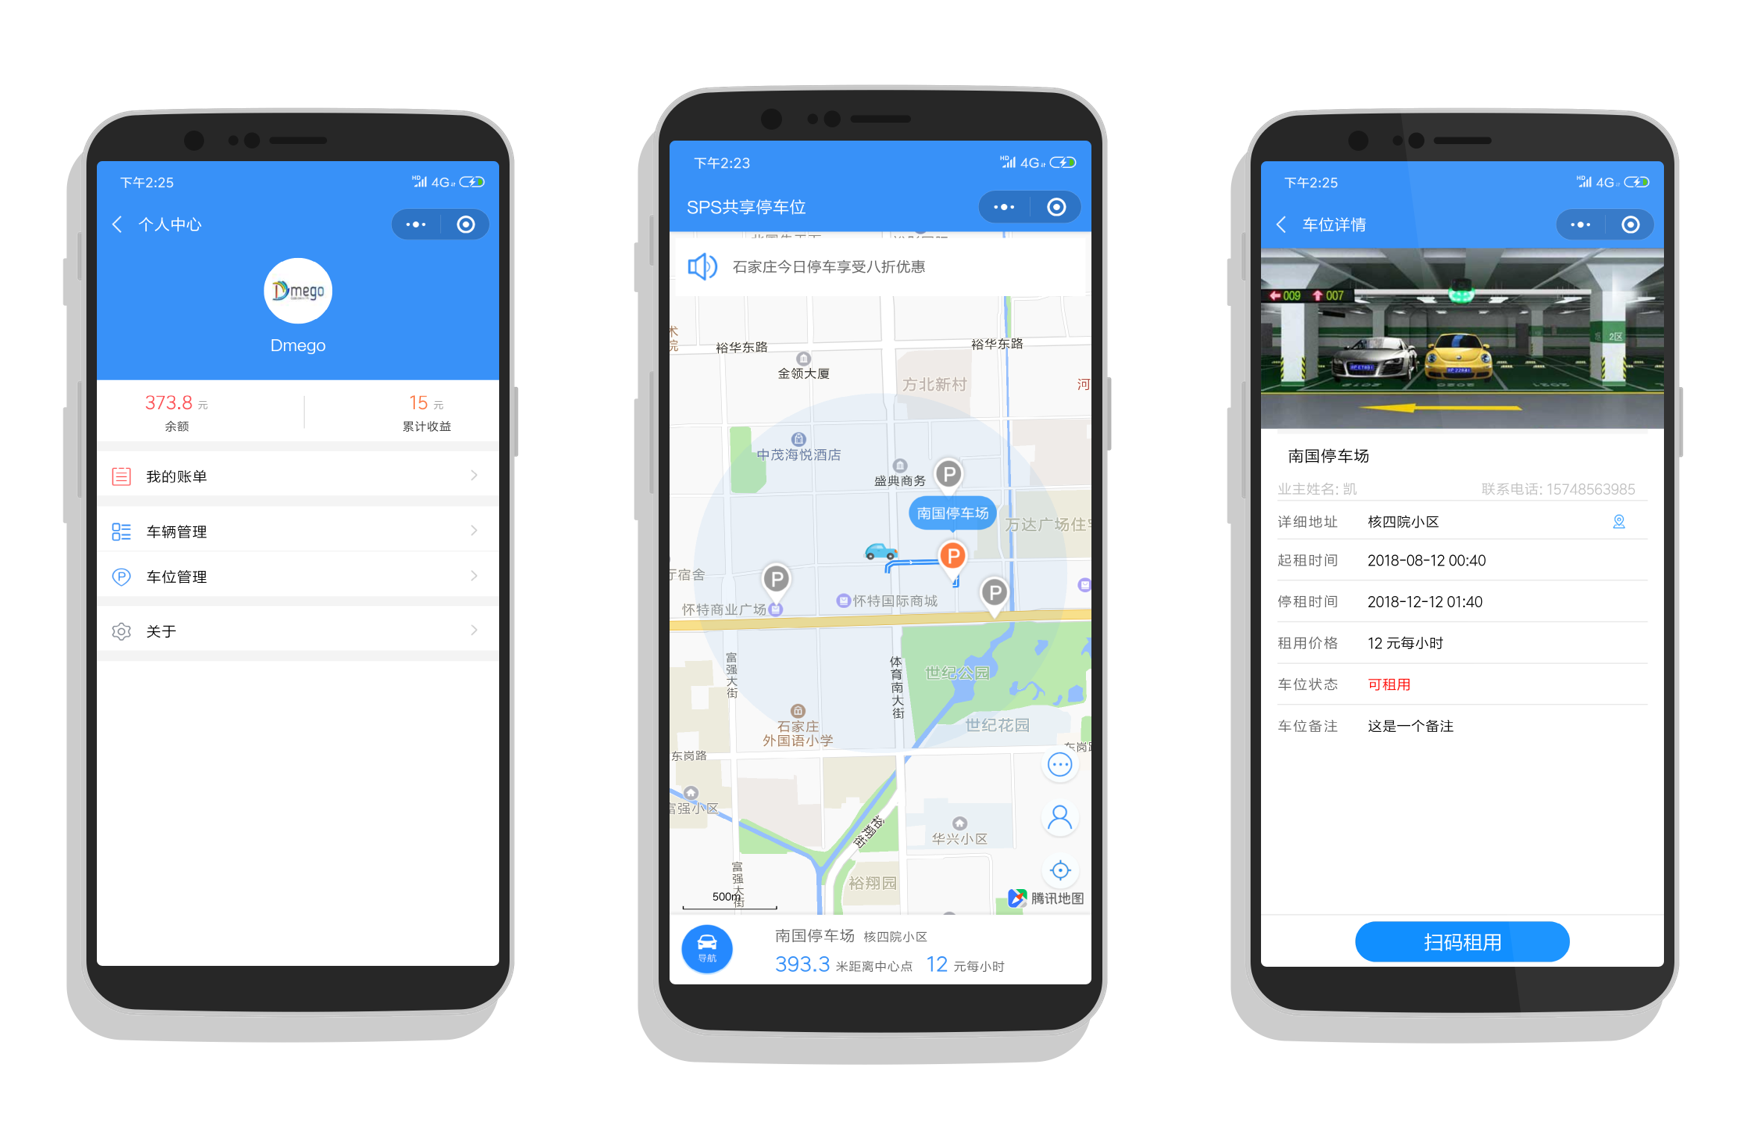 下午2:25
HD 4G
个人中心
Dmego
Dmego
373.8 元
15 元
余额
累计收益
我的账单
车辆管理
车位管理
关于
下午2:23
HD 4G
SPS共享停车位
石家庄今日停车享受八折优惠
裕华东路
裕华东路
金领大厦
方北新村
河
中茂海悦酒店
盛典商务
P
南国停车场
万达广场住宅
P
P
P
厅宿舍
怀特商业广场
怀特国际商城
富强大街
体育南大街
世纪公园
石家庄
外国语小学
世纪花园
东岗路
东岗路
富强小区
裕翔街
华兴小区
富强大街
裕翔园
500m
腾讯地图
导航
南国停车场 核四院小区
393.3 米距离中心点 12 元每小时
下午2:25
HD 4G
车位详情
009 007
2区
南国停车场
业主姓名: 凯
联系电话: 15748563985
详细地址 核四院小区
起租时间 2018-08-12 00:40
停租时间 2018-12-12 01:40
租用价格 12 元每小时
车位状态 可租用
车位备注 这是一个备注
扫码租用